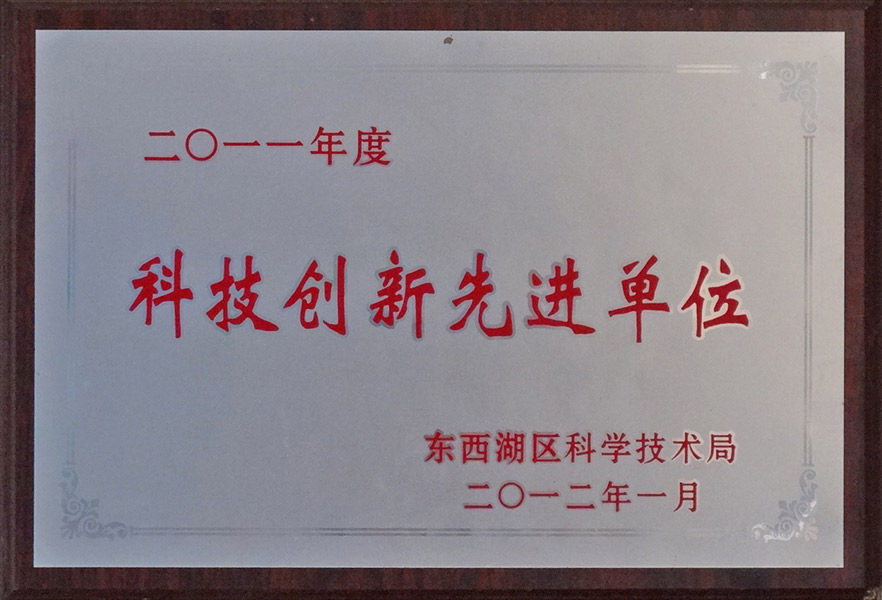 二〇一一年度
科技创新先进单位
东西湖区科学技术局
二〇一二年一月